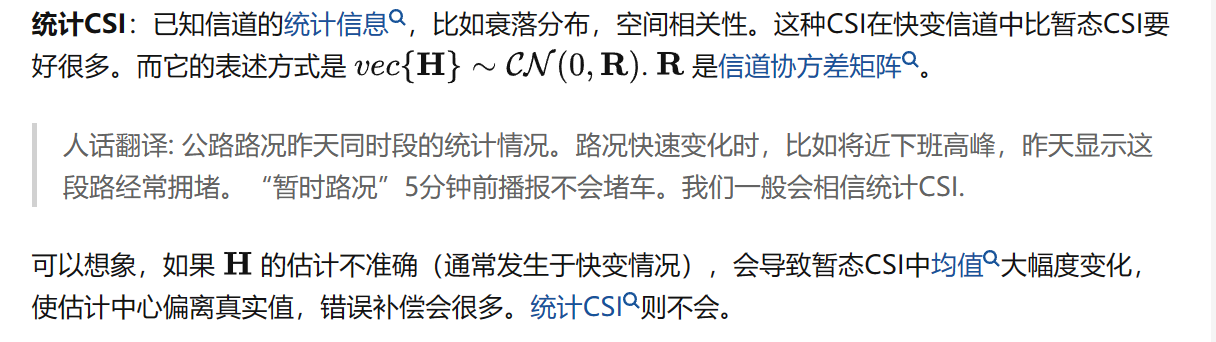 统计CSI：已知信道的统计信息，比如衰落分布，空间相关性。这种CSI在快变信道中比暂态CSI要
好很多。而它的表述方式是 vec{H} ∼ CN(0, R). R 是信道协方差矩阵。
人话翻译: 公路路况昨天同时段的统计情况。路况快速变化时，比如将近下班高峰，昨天显示这
段路经常拥堵。“暂时路况”5分钟前播报不会堵车。我们一般会相信统计CSI.
可以想象，如果 H 的估计不准确（通常发生于快变情况），会导致暂态CSI中均值大幅度变化，
使估计中心偏离真实值，错误补偿会很多。统计CSI则不会。